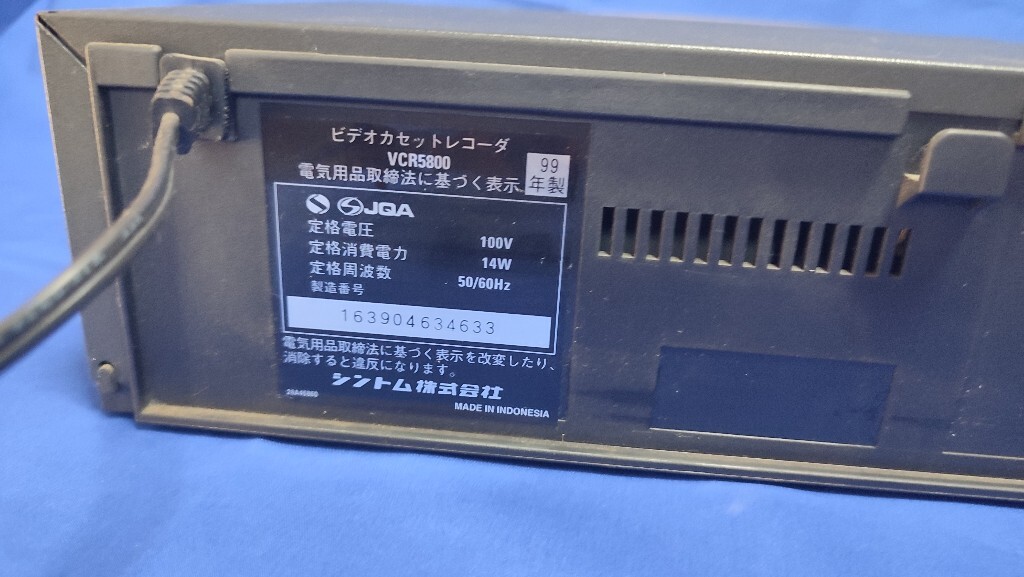 ビデオカセットレコーダ
VCR5800
電気用品取締法に基づく表示
99
年製
JQA
定格電圧 100V
定格消費電力 14W
定格周波数 50/60Hz
製造番号
163904634633
電気用品取締法に基づく表示を改変したり、
消除すると違反になります。
シントム株式会社
MADE IN INDONESIA